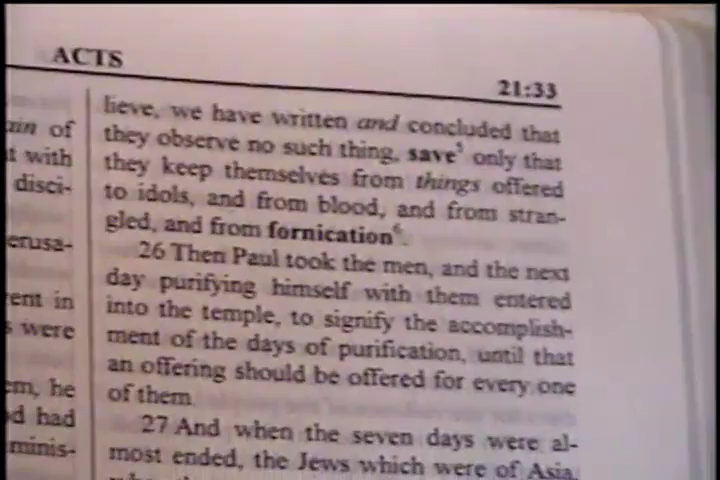 ACTS
21:33
ain of
t with
disci-
erusa-
ent in
s were
em, he
d had
minis-
lieve, we have written and concluded that
they observe no such thing, save⁵ only that
they keep themselves from things offered
to idols, and from blood, and from stran-
gled, and from fornication⁶.
26 Then Paul took the men, and the next
day purifying himself with them entered
into the temple, to signify the accomplish-
ment of the days of purification, until that
an offering should be offered for every one
of them.
27 And when the seven days were al-
most ended, the Jews which were of Asia,